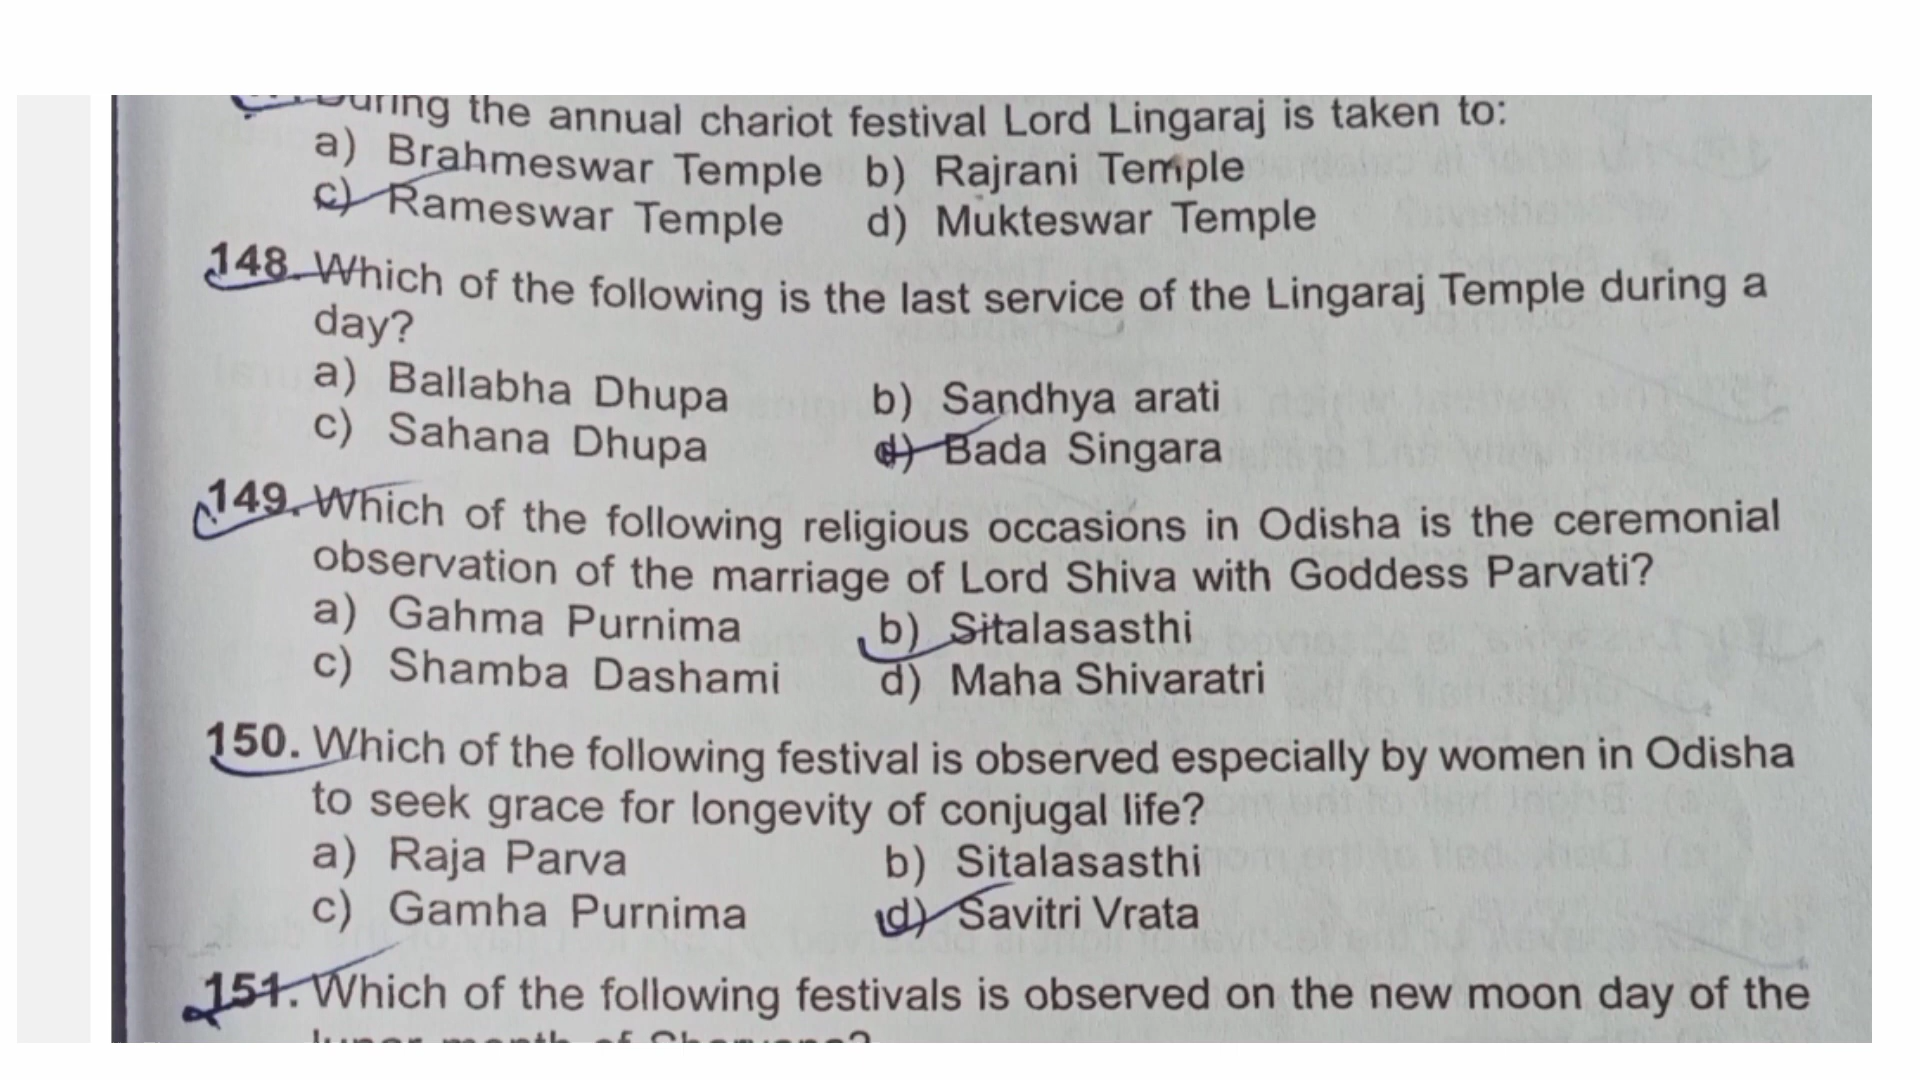 During the annual chariot festival Lord Lingaraj is taken to:
a) Brahmeswar Temple b) Rajrani Temple
c) Rameswar Temple d) Mukteswar Temple
148. Which of the following is the last service of the Lingaraj Temple during a
day?
a) Ballabha Dhupa b) Sandhya arati
c) Sahana Dhupa d) Bada Singara
149. Which of the following religious occasions in Odisha is the ceremonial
observation of the marriage of Lord Shiva with Goddess Parvati?
a) Gahma Purnima b) Sitalasasthi
c) Shamba Dashami d) Maha Shivaratri
150. Which of the following festival is observed especially by women in Odisha
to seek grace for longevity of conjugal life?
a) Raja Parva b) Sitalasasthi
c) Gamha Purnima d) Savitri Vrata
151. Which of the following festivals is observed on the new moon day of the
lunar month of